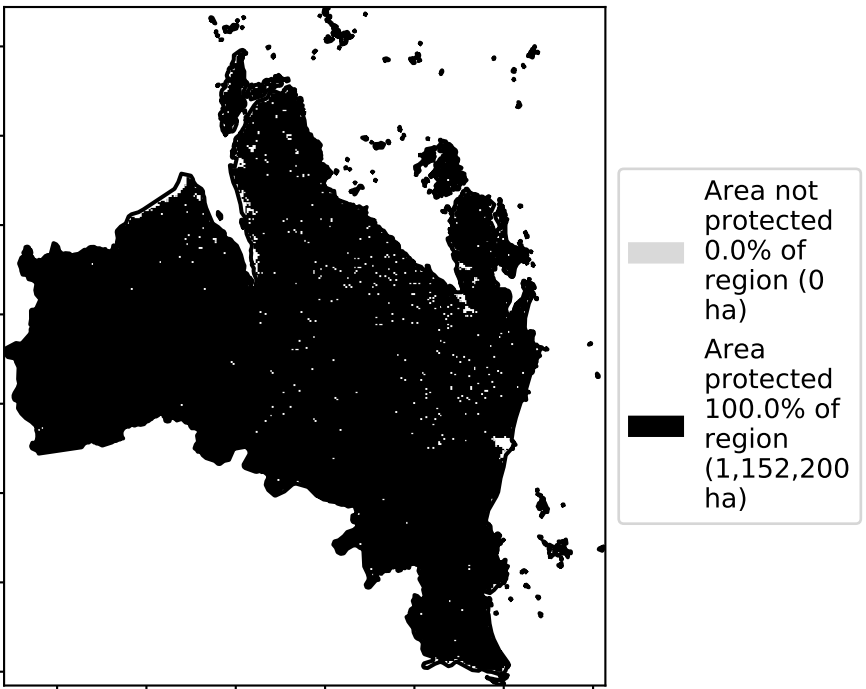 Area not
protected
0.0% of
region (0
ha)
Area
protected
100.0% of
region
(1,152,200
ha)